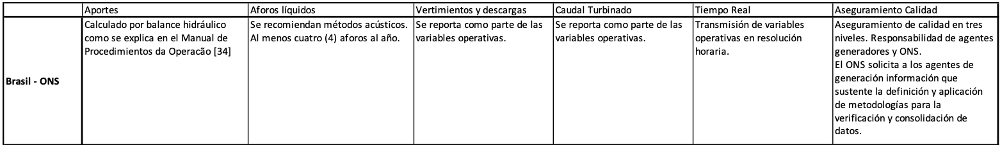 Aportes
Aforos líquidos
Vertimientos y descargas
Caudal Turbinado
Tiempo Real
Aseguramiento Calidad
Brasil - ONS
Calculado por balance hidráulico
como se explica en el Manual de
Procedimientos da Operacão [34]
Se recomiendan métodos acústicos.
Al menos cuatro (4) aforos al año.
Se reporta como parte de las
variables operativas.
Se reporta como parte de las
variables operativas.
Transmisión de variables
operativas en resolución
horaria.
Aseguramiento de calidad en tres
niveles. Responsabilidad de agentes
generadores y ONS.
El ONS solicita a los agentes de
generación información que
sustente la definición y aplicación
de metodologías para la
verificación y consolidación de
datos.